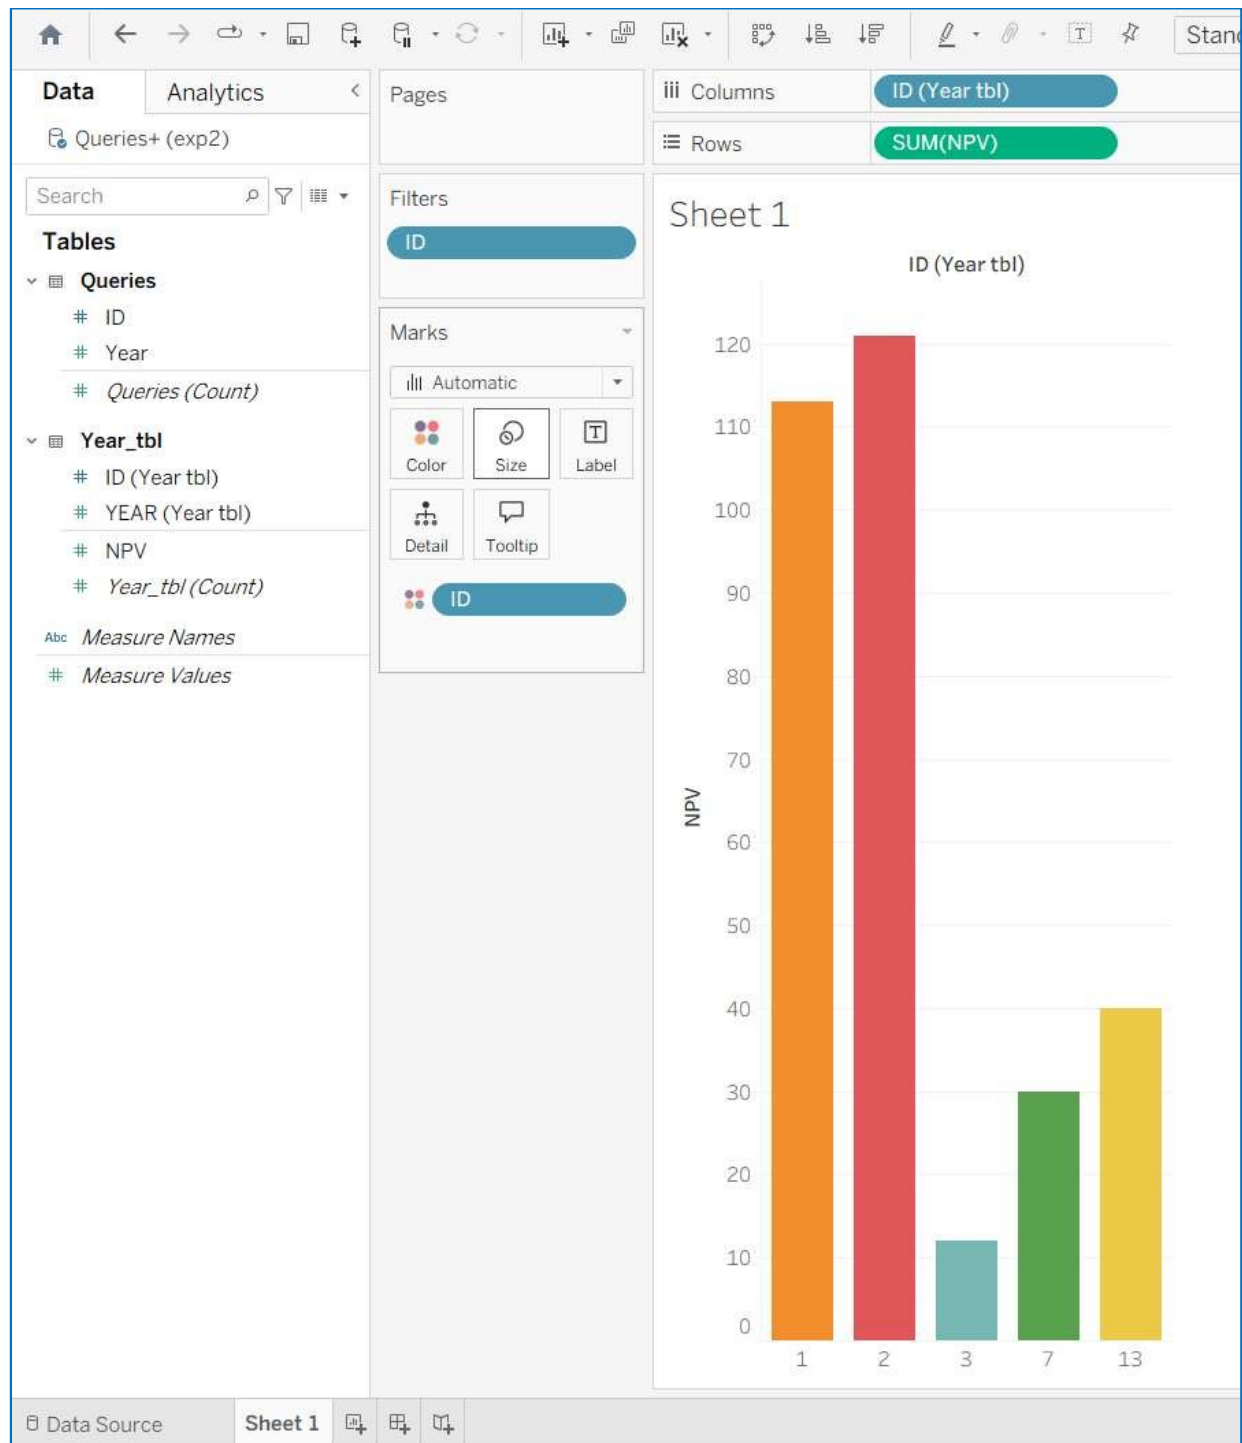 Stand
Data
Analytics
Queries+ (exp2)
Search
Tables
Queries
ID
Year
Queries (Count)
Year_tbl
ID (Year tbl)
YEAR (Year tbl)
NPV
Year_tbl (Count)
Abc Measure Names
Measure Values
Pages
Filters
ID
Marks
Automatic
Color Size Label
Detail Tooltip
ID
Columns ID (Year tbl)
Rows SUM(NPV)
Sheet 1
ID (Year tbl)
120
110
100
90
80
70
60
50
40
30
20
10
0
NPV
1 2 3 7 13
Data Source Sheet 1